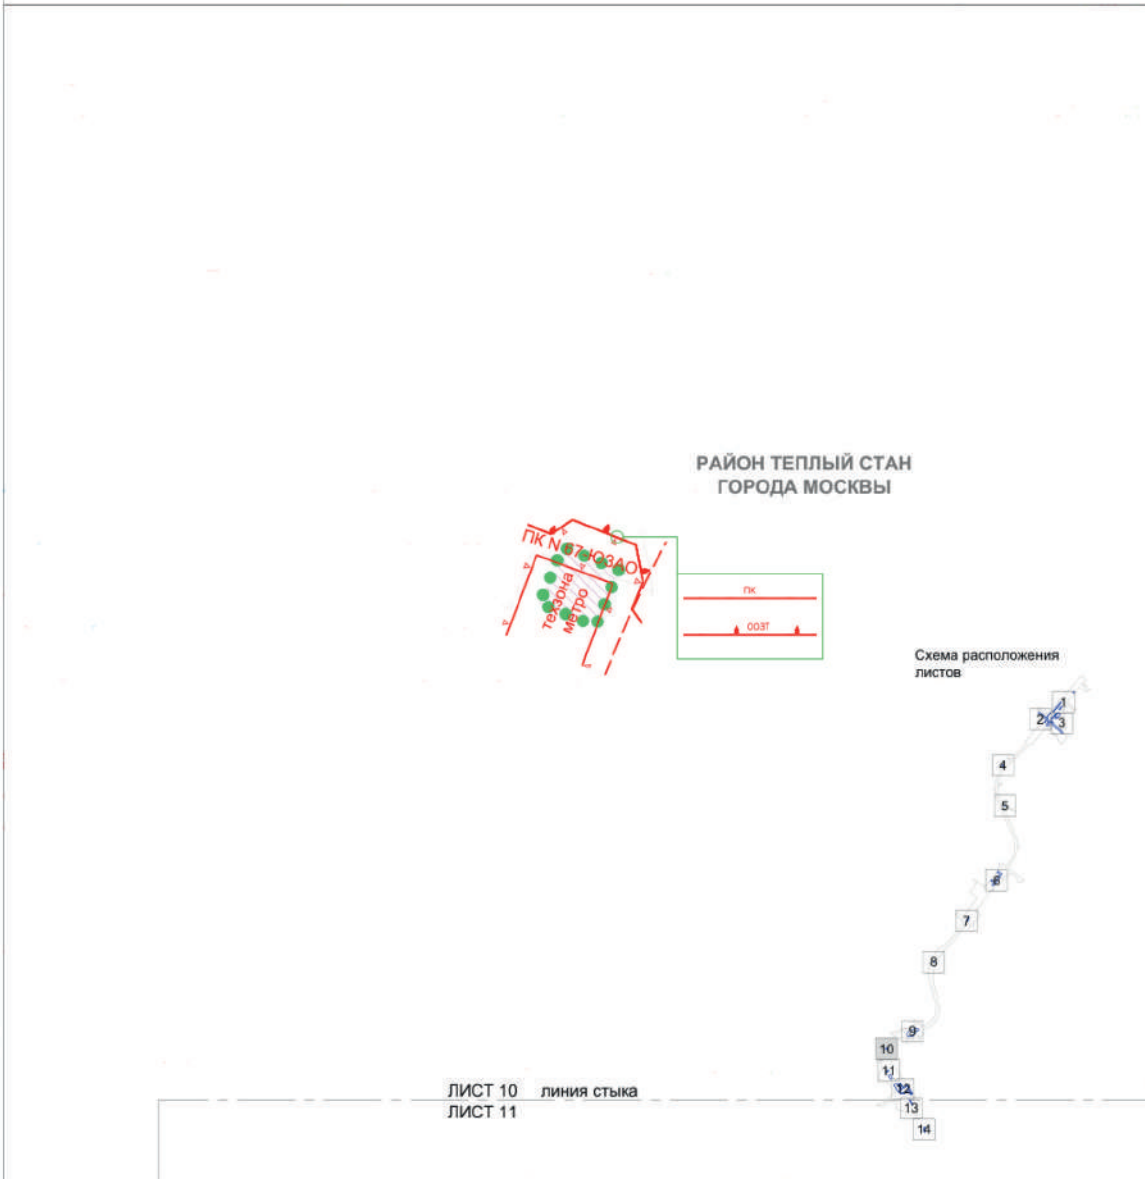 РАЙОН ТЕПЛЫЙ СТАН
ГОРОДА МОСКВЫ
ПК N 67-ЮЗАО
техзона
метро
ПК
ООЗТ
Схема расположения
листов
1
2
3
4
5
6
7
8
9
10
11
12
13
14
ЛИСТ 10 линия стыка
ЛИСТ 11